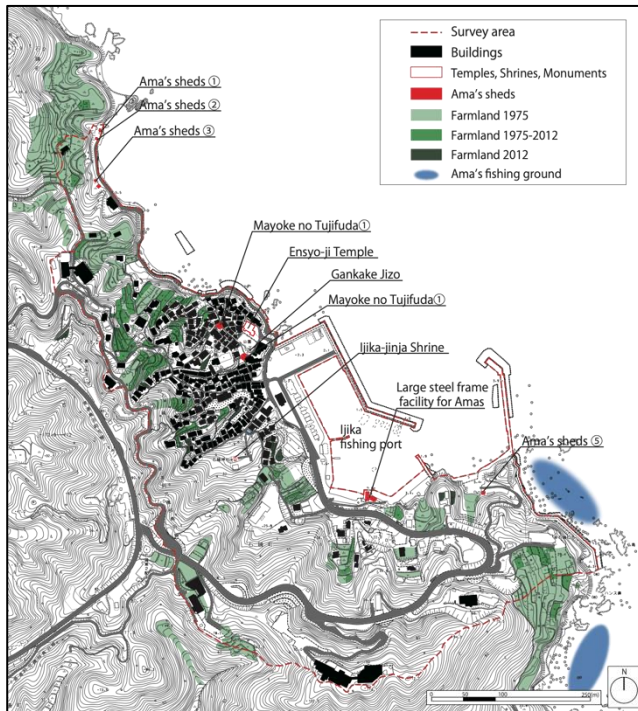 Survey area
Buildings
Temples, Shrines, Monuments
Ama's sheds
Farmland 1975
Farmland 1975-2012
Farmland 2012
Ama's fishing ground
Ama's sheds ①
Ama's sheds ②
Ama's sheds ③
Mayoke no Tujifuda①
Ensyo-ji Temple
Gankake Jizo
Mayoke no Tujifuda①
Ijika-jinja Shrine
Large steel frame
facility for Amas
Ijika
fishing port
Ama's sheds ⑤
N
0 50 100 250(m)